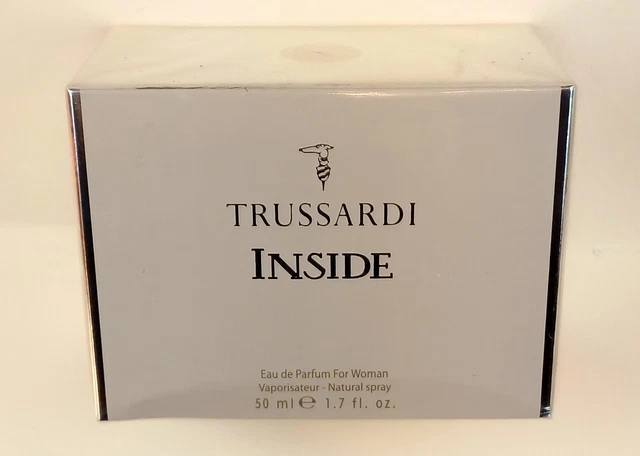 TRUSSARDI
INSIDE
Eau de Parfum For Woman
Vaporisateur - Natural spray
50 ml ℮ 1.7 fl. oz.